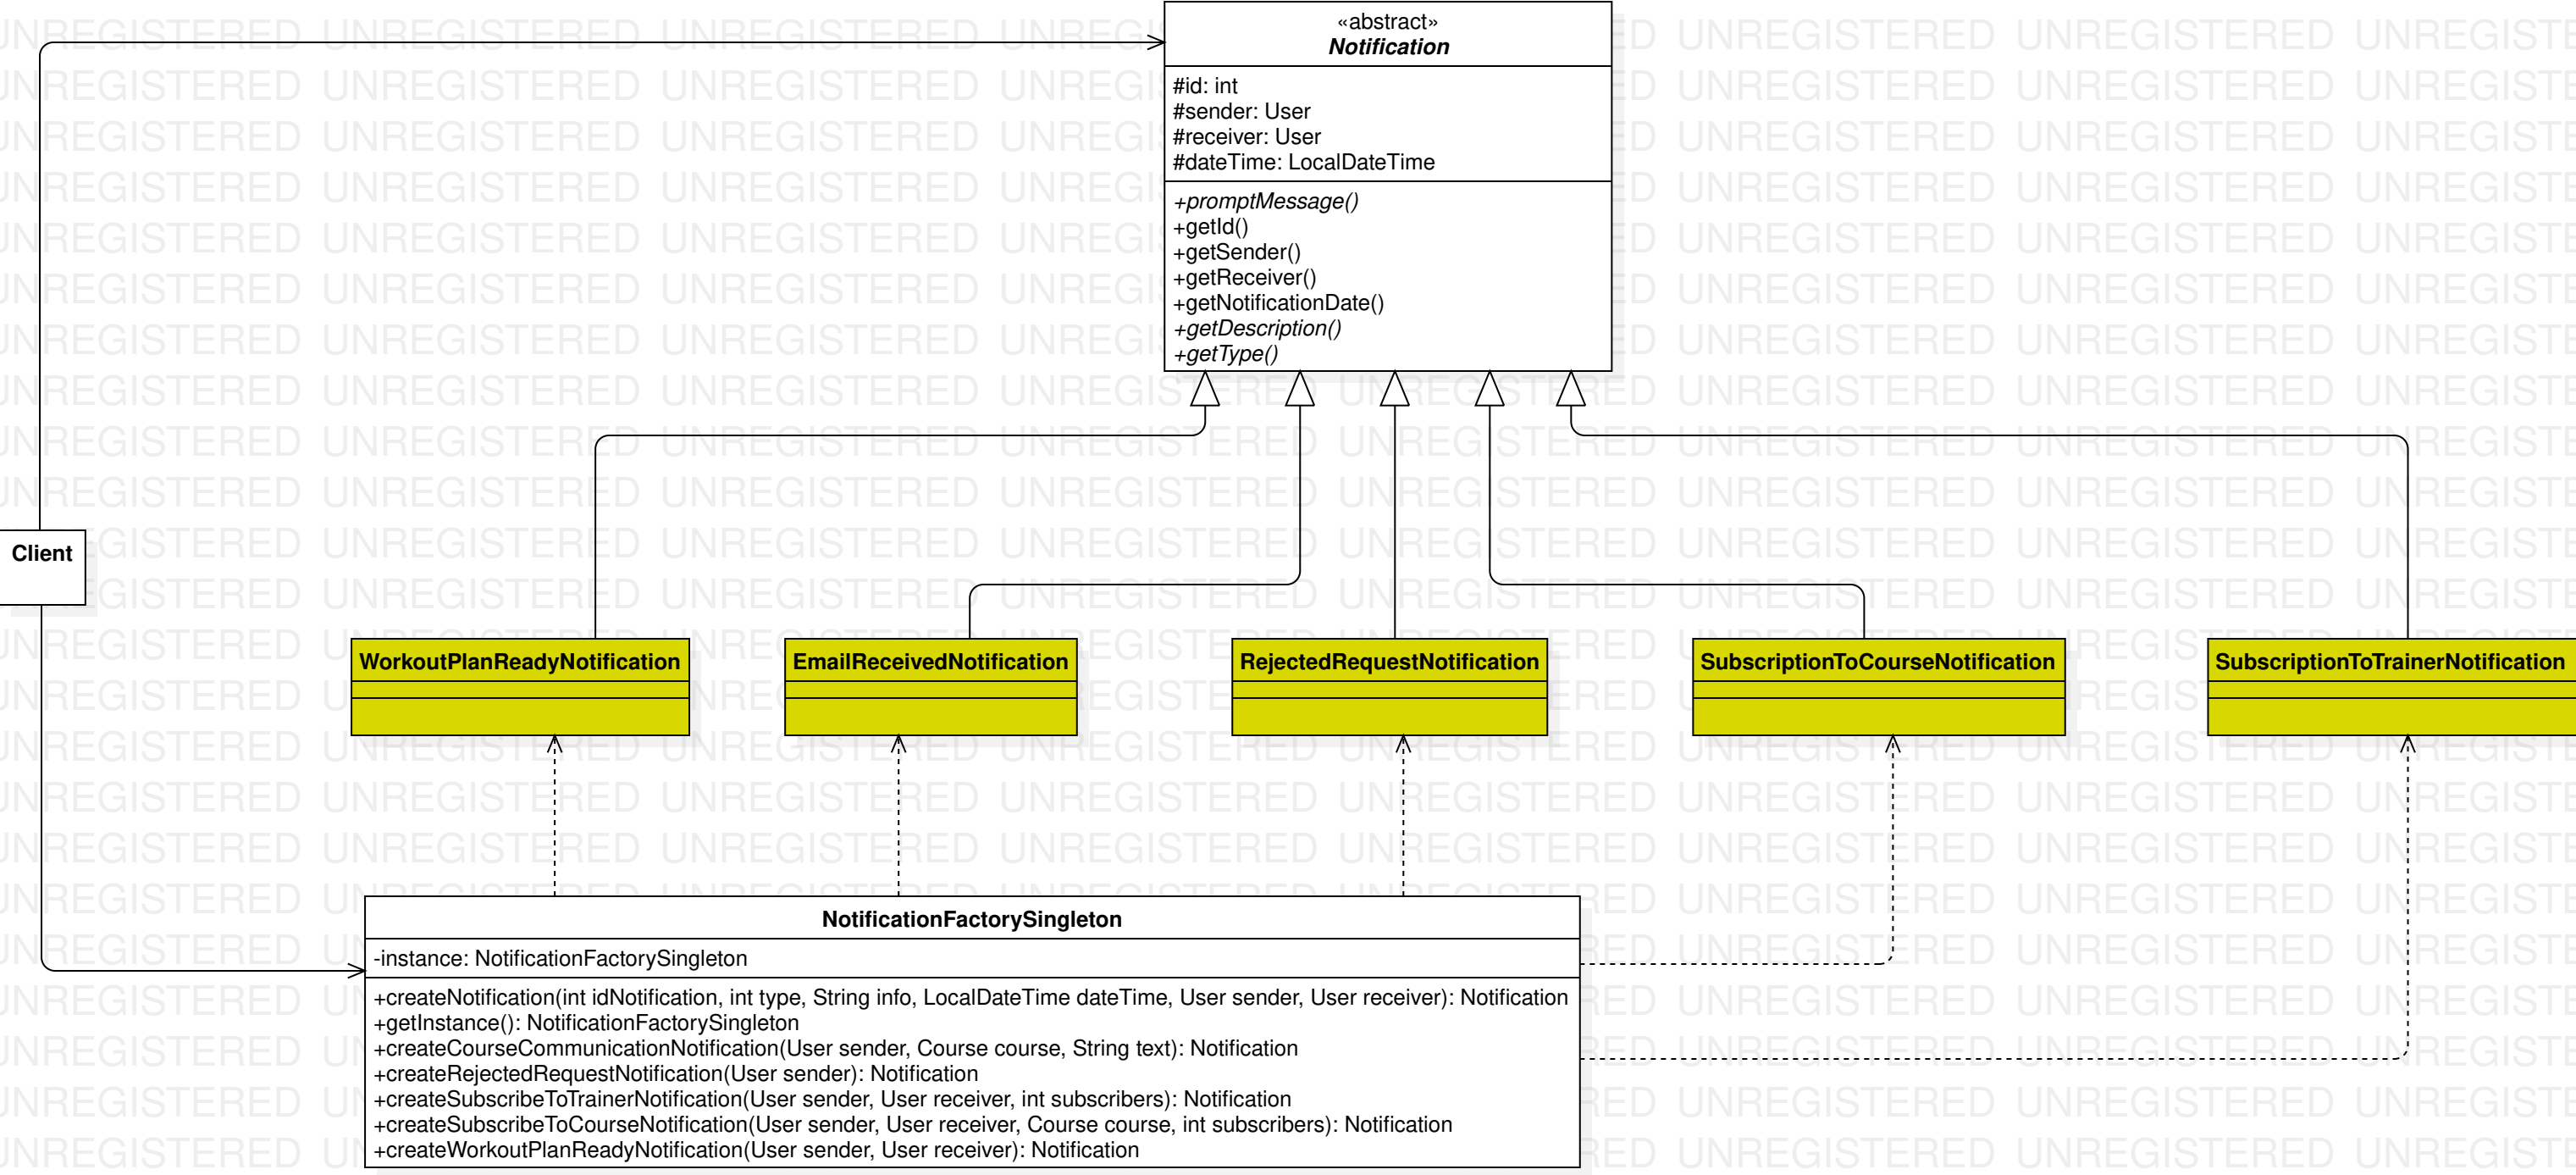 «abstract»
Notification
#id: int
#sender: User
#receiver: User
#dateTime: LocalDateTime
+promptMessage()
+getId()
+getSender()
+getReceiver()
+getNotificationDate()
+getDescription()
+getType()
Client
WorkoutPlanReadyNotification
EmailReceivedNotification
RejectedRequestNotification
SubscriptionToCourseNotification
SubscriptionToTrainerNotification
NotificationFactorySingleton
-instance: NotificationFactorySingleton
+createNotification(int idNotification, int type, String info, LocalDateTime dateTime, User sender, User receiver): Notification
+getInstance(): NotificationFactorySingleton
+createCourseCommunicationNotification(User sender, Course course, String text): Notification
+createRejectedRequestNotification(User sender): Notification
+createSubscribeToTrainerNotification(User sender, User receiver, int subscribers): Notification
+createSubscribeToCourseNotification(User sender, User receiver, Course course, int subscribers): Notification
+createWorkoutPlanReadyNotification(User sender, User receiver): Notification
UNREGISTERED